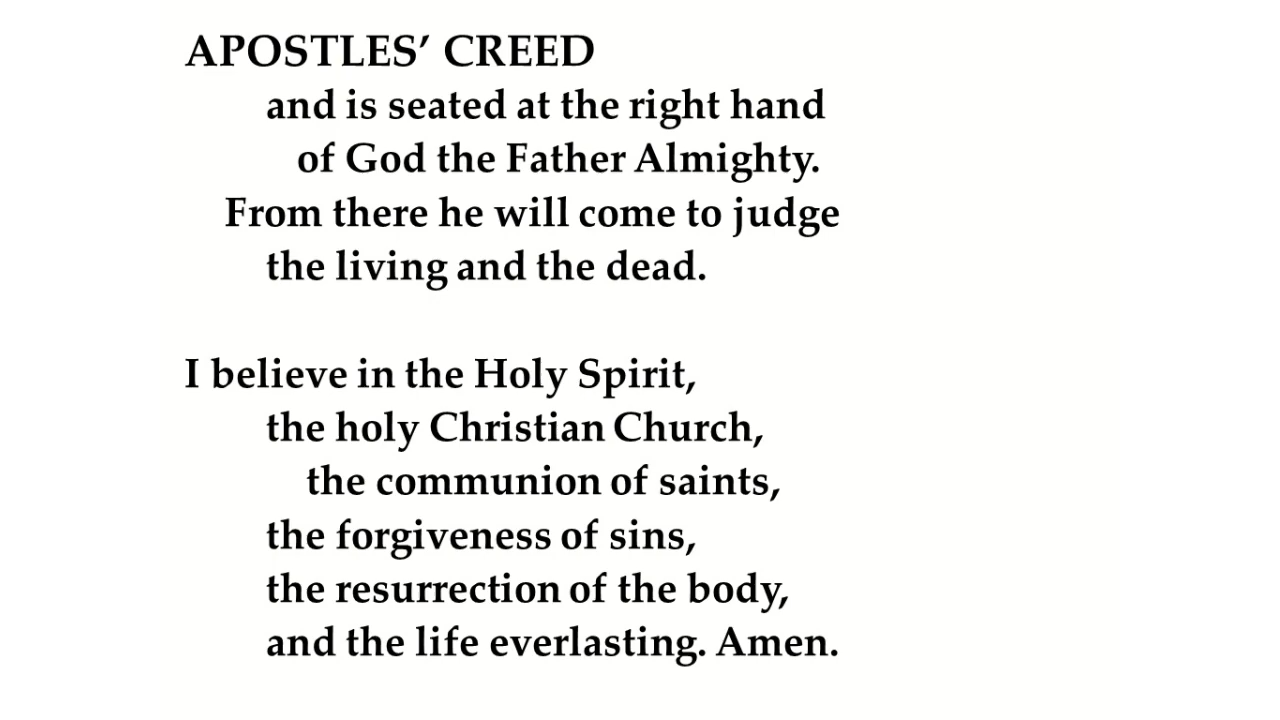 APOSTLES’ CREED
and is seated at the right hand
of God the Father Almighty.
From there he will come to judge
the living and the dead.
I believe in the Holy Spirit,
the holy Christian Church,
the communion of saints,
the forgiveness of sins,
the resurrection of the body,
and the life everlasting. Amen.